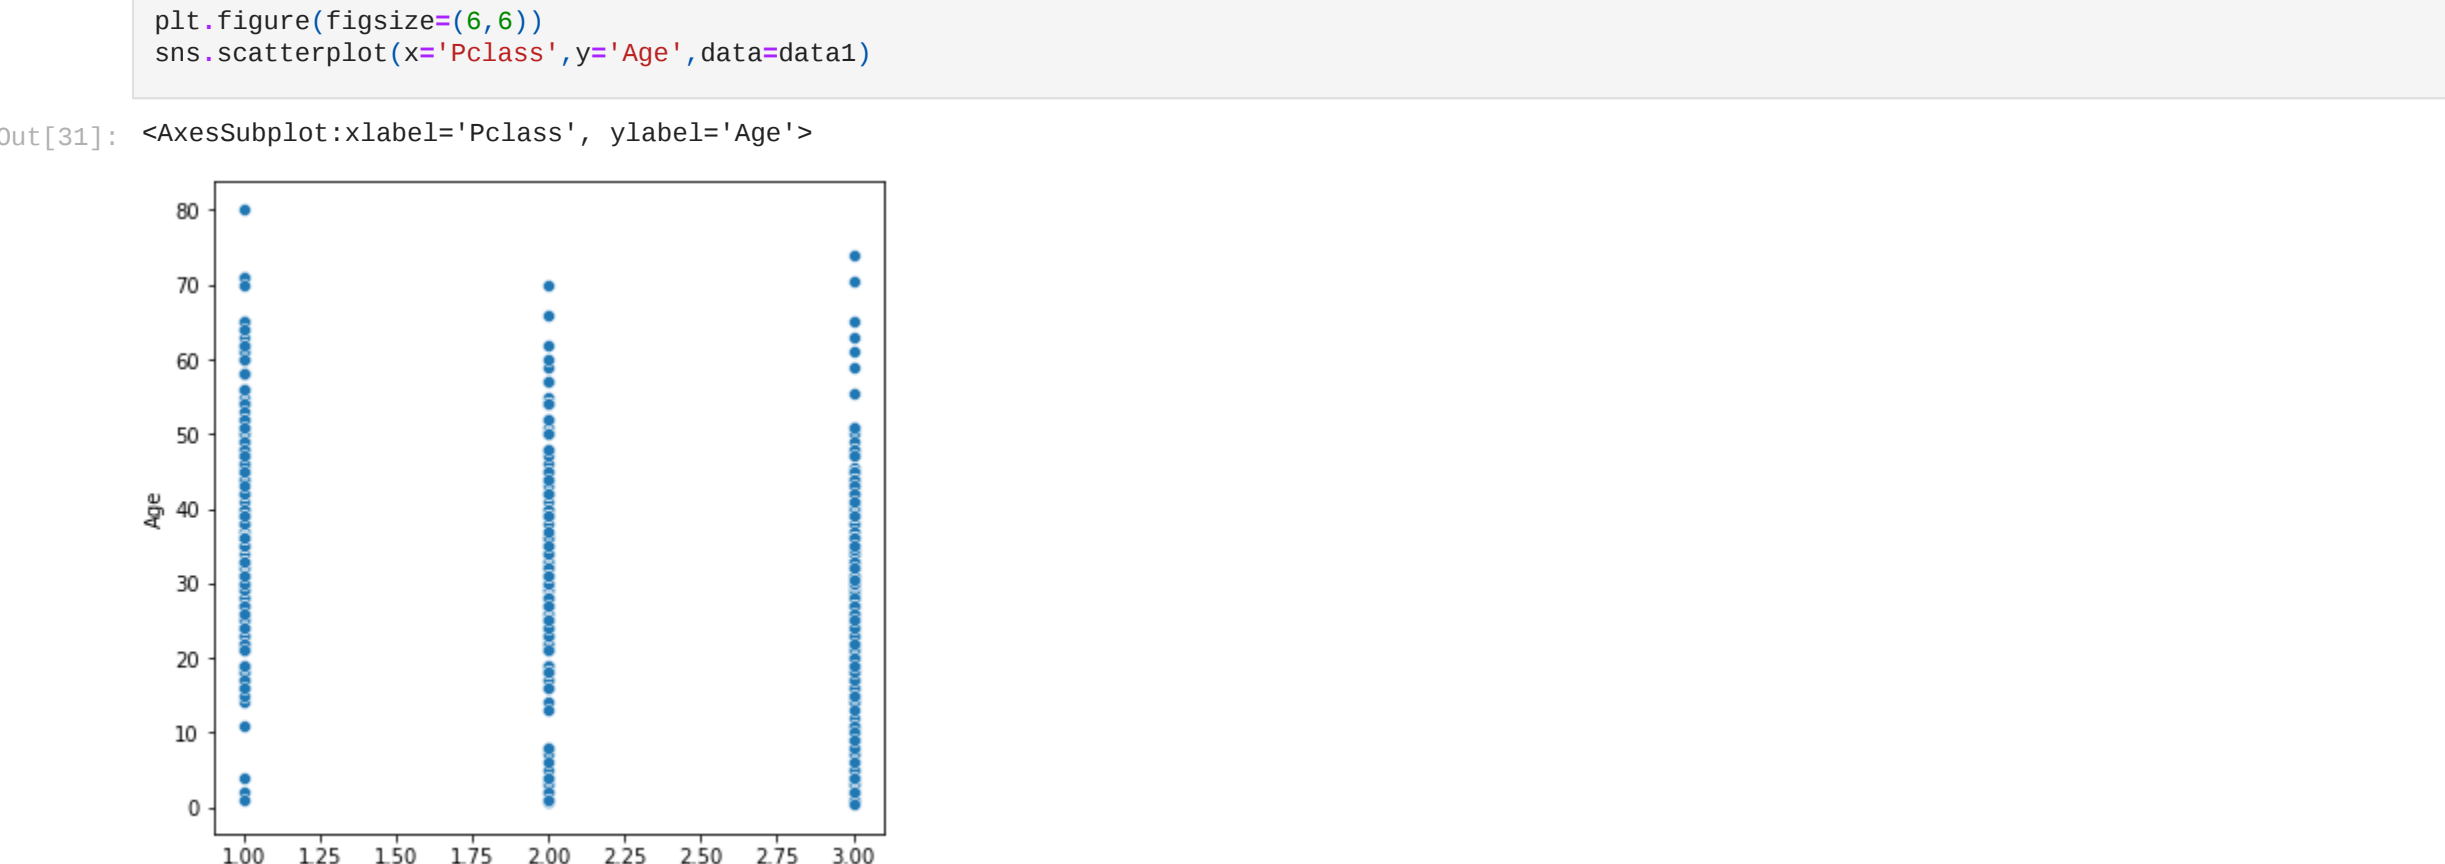 plt.figure(figsize=(6,6))
sns.scatterplot(x='Pclass',y='Age',data=data1)
Out[31]: <AxesSubplot:xlabel='Pclass', ylabel='Age'>
80
70
60
50
Age
40
30
20
10
0
1.00 1.25 1.50 1.75 2.00 2.25 2.50 2.75 3.00